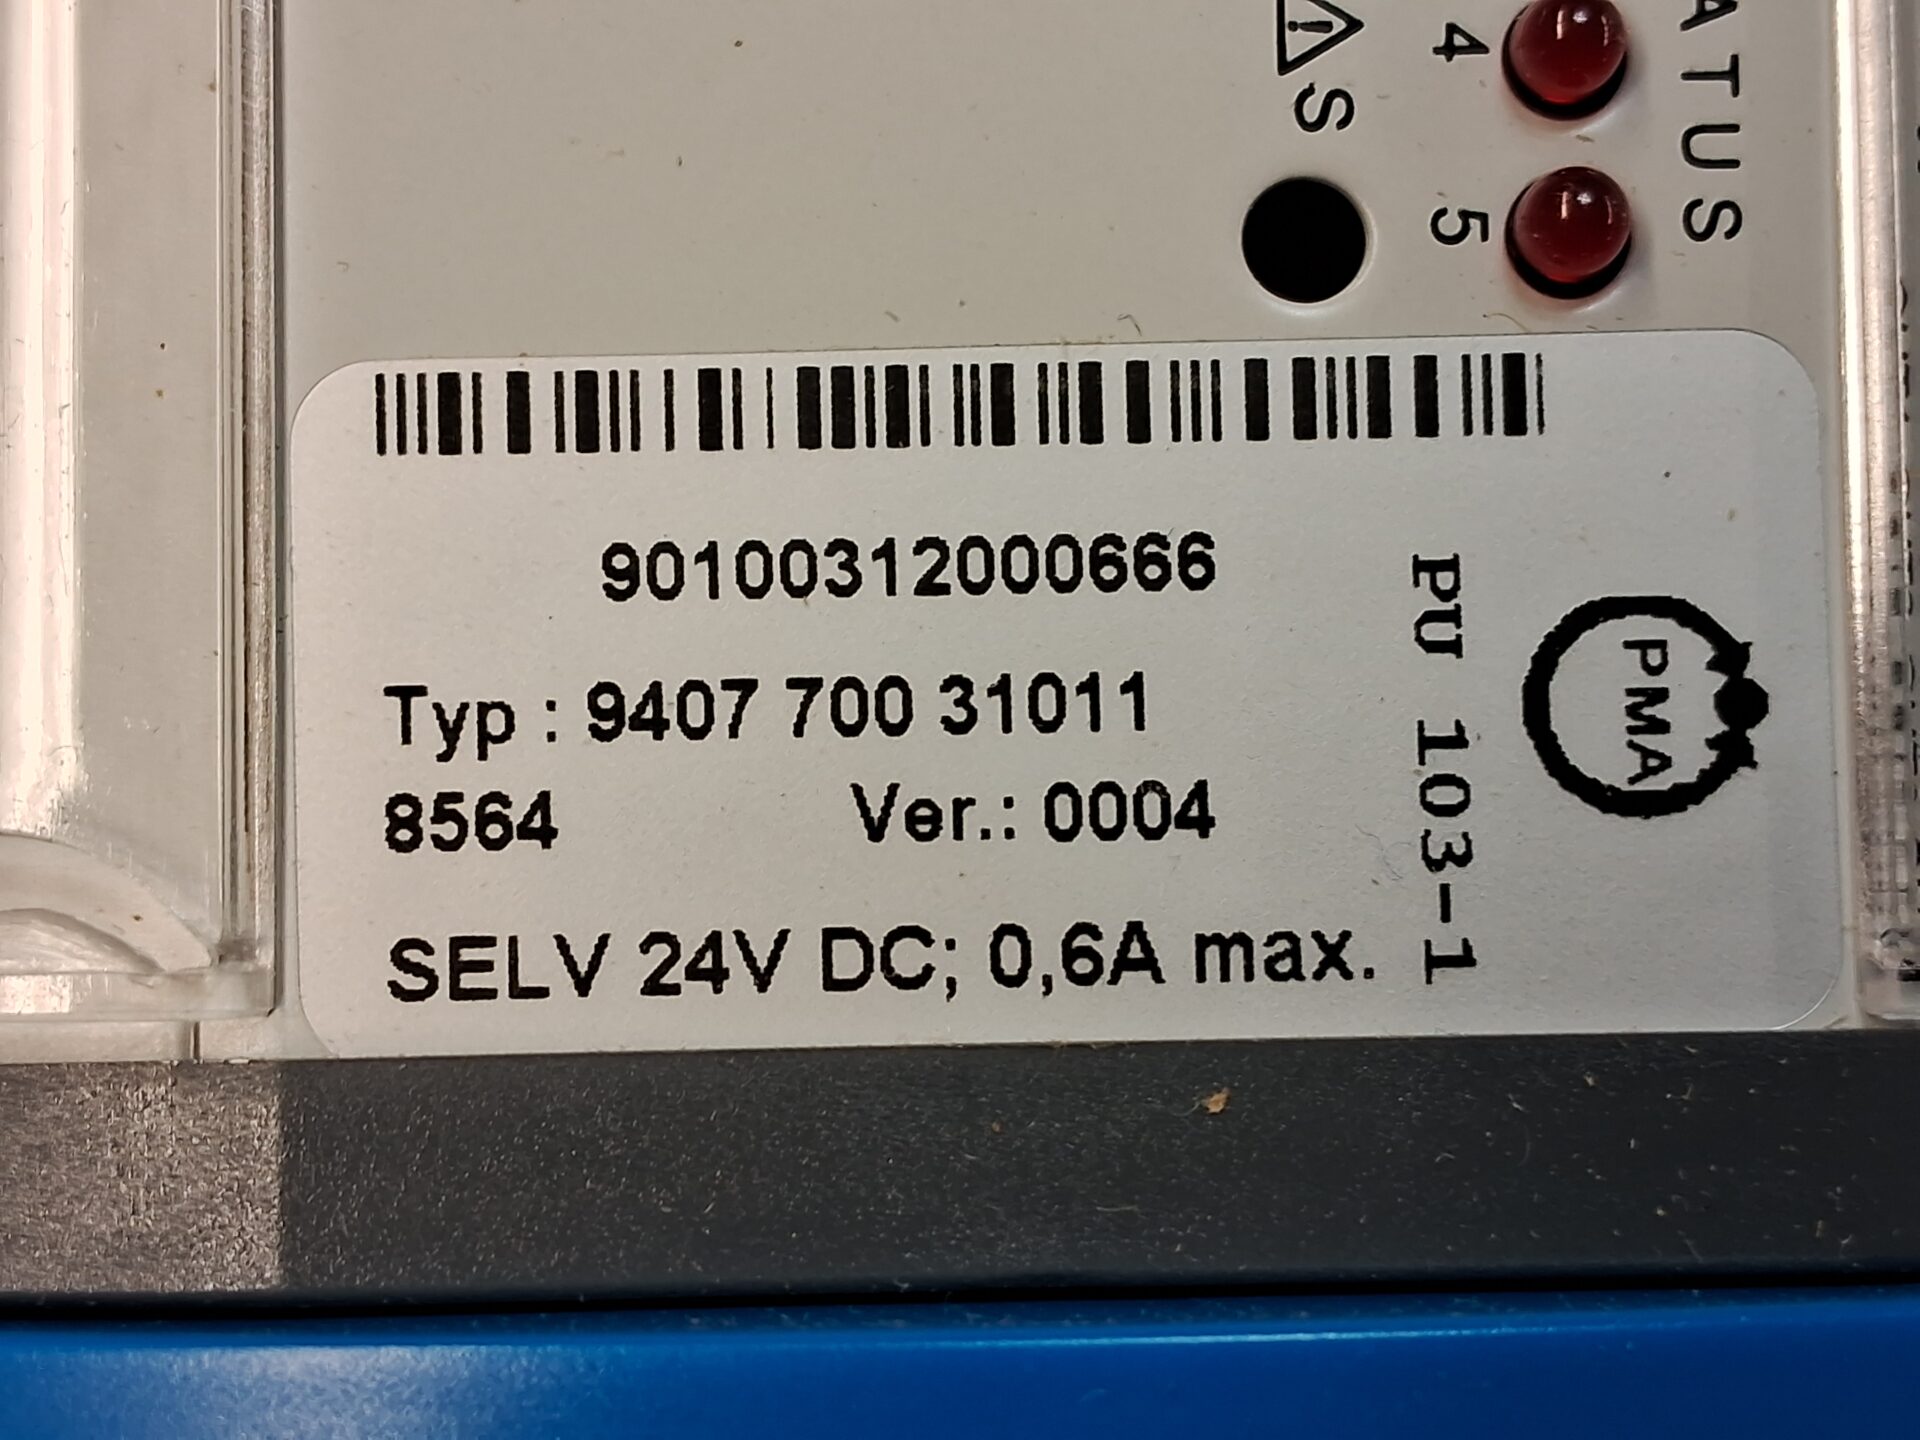 ATUS
4
5
S
90100312000666
Typ : 9407 700 31011
8564 Ver.: 0004
SELV 24V DC; 0,6A max.
PU 103-1
PMA